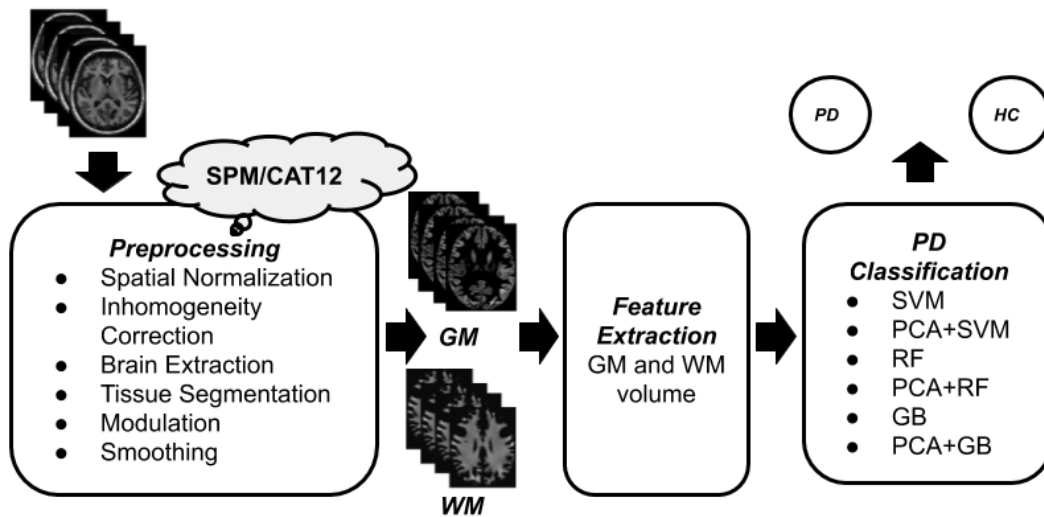 SPM/CAT12
Preprocessing
● Spatial Normalization
● Inhomogeneity
Correction
● Brain Extraction
● Tissue Segmentation
● Modulation
● Smoothing
GM
WM
Feature
Extraction
GM and WM
volume
PD
Classification
● SVM
● PCA+SVM
● RF
● PCA+RF
● GB
● PCA+GB
PD
HC